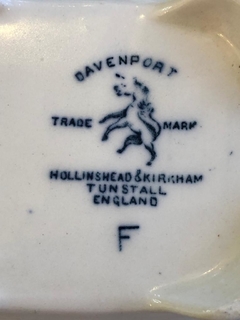 DAVENPORT
TRADE MARK
HOLLINSHEAD & KIRKHAM
TUNSTALL
ENGLAND
F